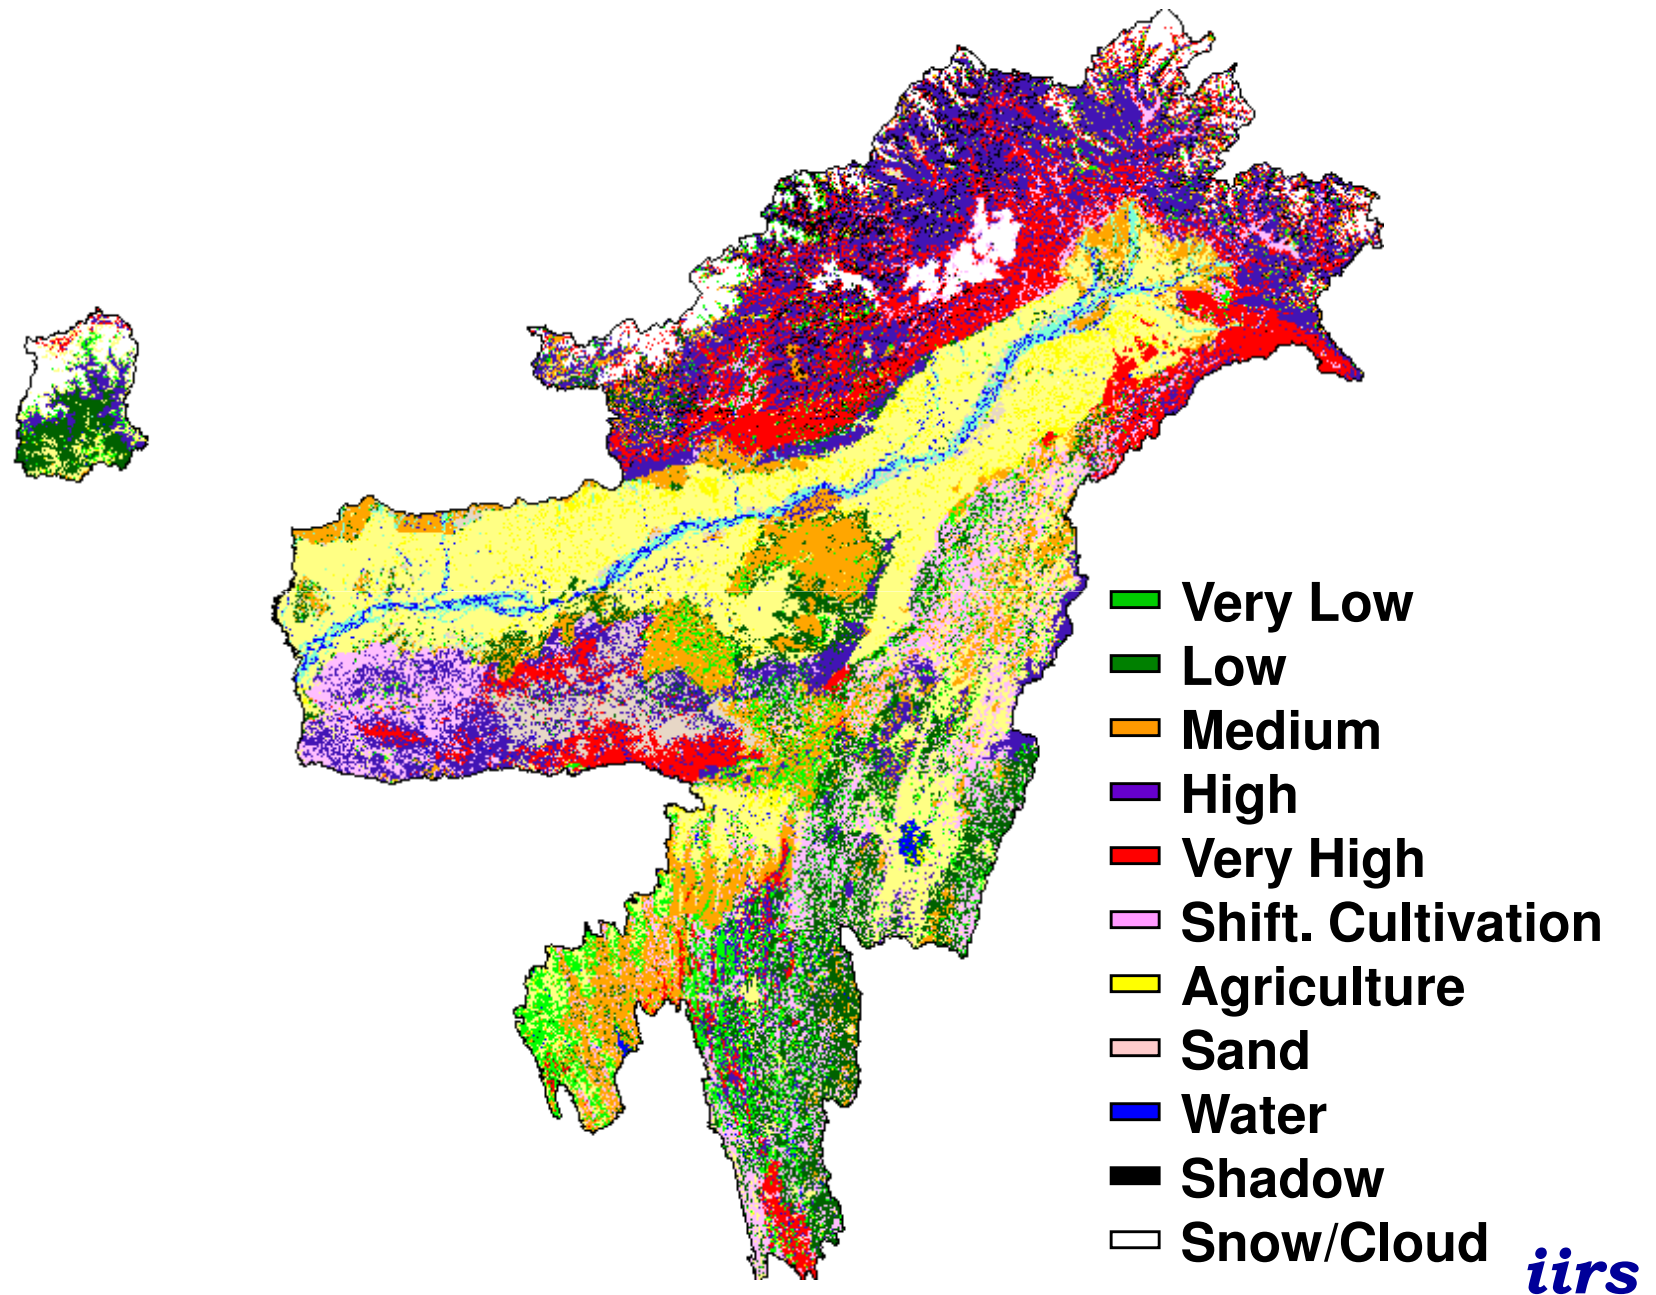 Very Low
Low
Medium
High
Very High
Shift. Cultivation
Agriculture
Sand
Water
Shadow
Snow/Cloud
iirs